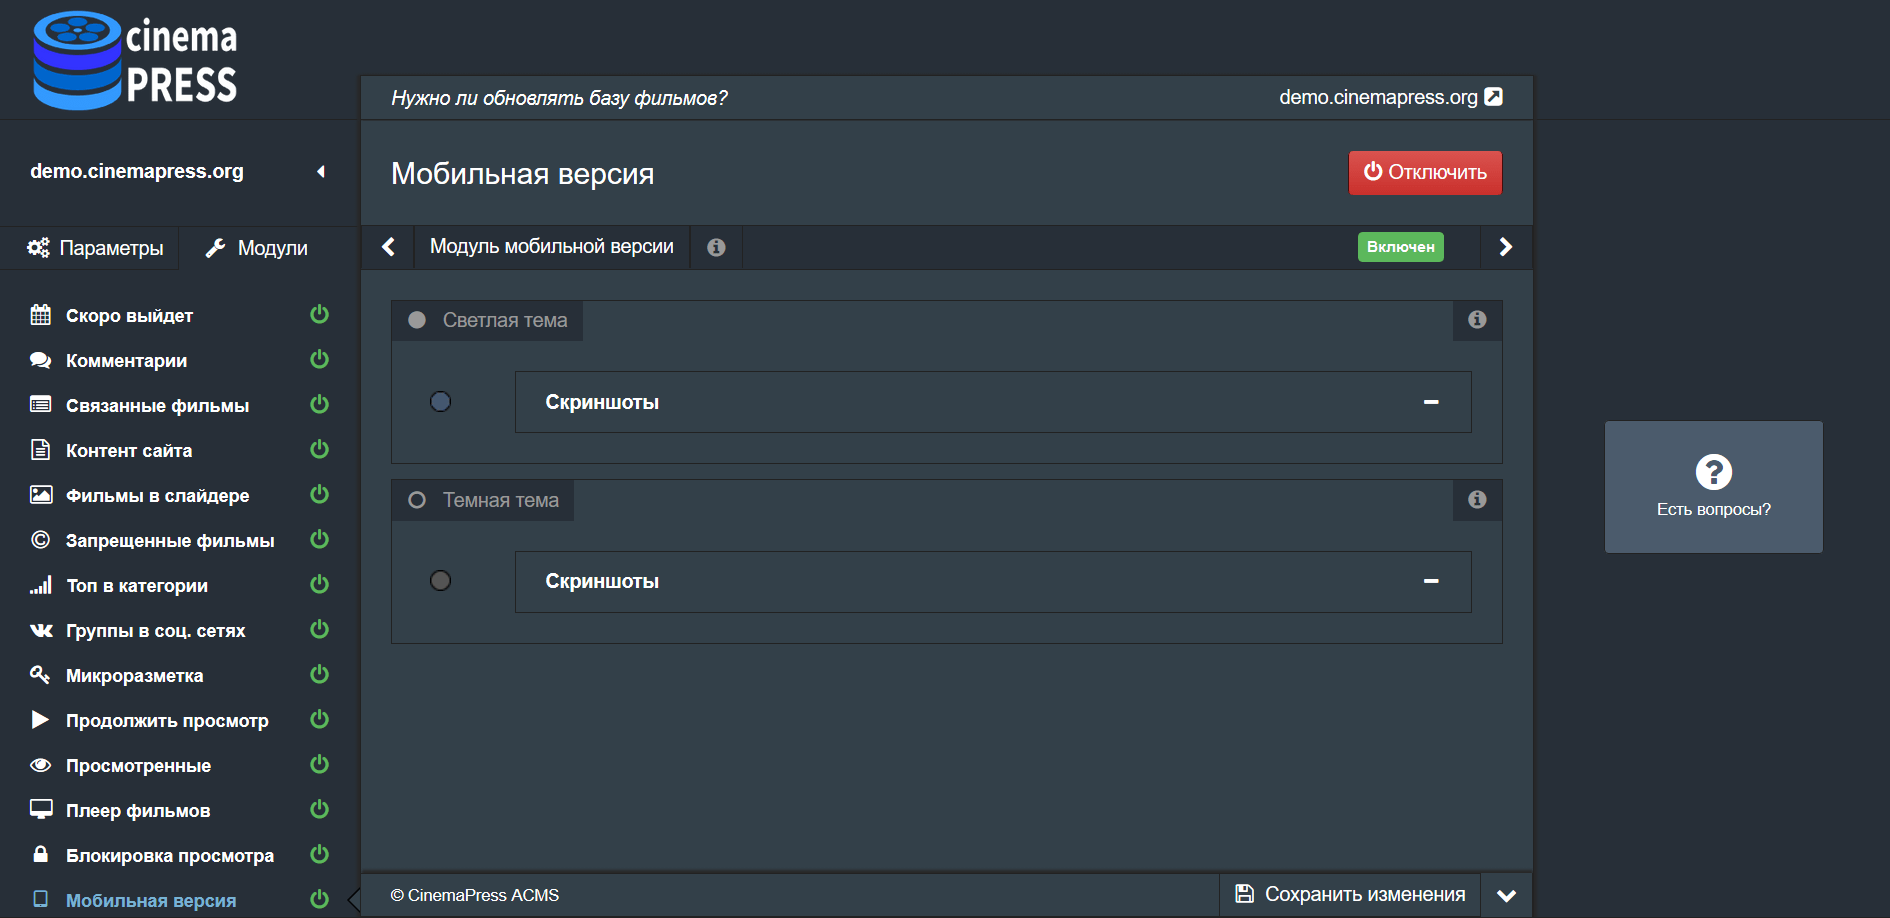 cinema
PRESS
Нужно ли обновлять базу фильмов?
demo.cinemapress.org
demo.cinemapress.org
Мобильная версия
Отключить
Параметры
Модули
Модуль мобильной версии
Включен
Скоро выйдет
Комментарии
Связанные фильмы
Контент сайта
Фильмы в слайдере
Запрещенные фильмы
Топ в категории
Группы в соц. сетях
Микроразметка
Продолжить просмотр
Просмотренные
Плеер фильмов
Блокировка просмотра
Мобильная версия
Светлая тема
Скриншоты
Темная тема
Скриншоты
Есть вопросы?
© CinemaPress ACMS
Сохранить изменения